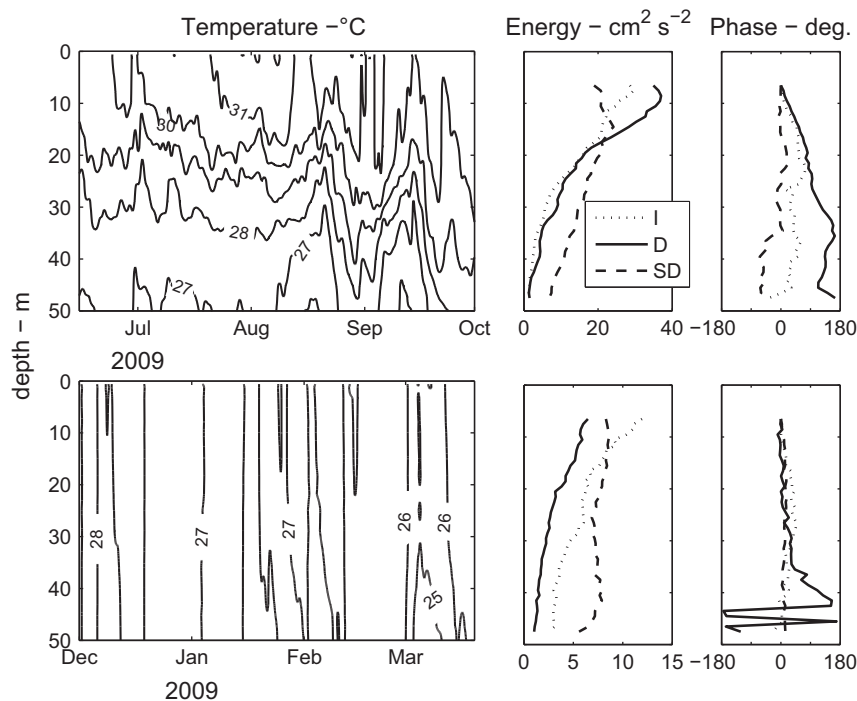 Temperature −°C
Energy − cm² s⁻²
Phase − deg.
depth − m
0
10
20
30
40
50
31
30
28
27
27
Jul
Aug
Sep
Oct
2009
I
D
SD
0
20
40
−180
0
180
0
10
20
30
40
50
28
27
27
26
26
25
Dec
Jan
Feb
Mar
2009
0
5
10
15
−180
0
180